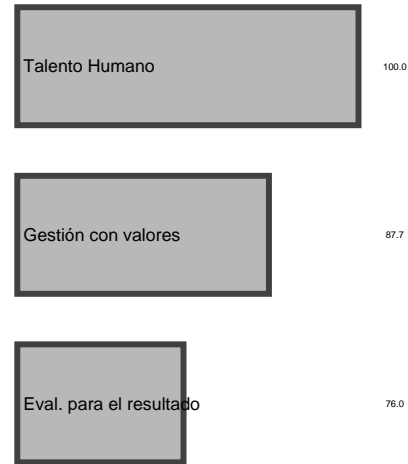 Talento Humano
100.0
Gestión con valores
87.7
Eval. para el resultado
76.0